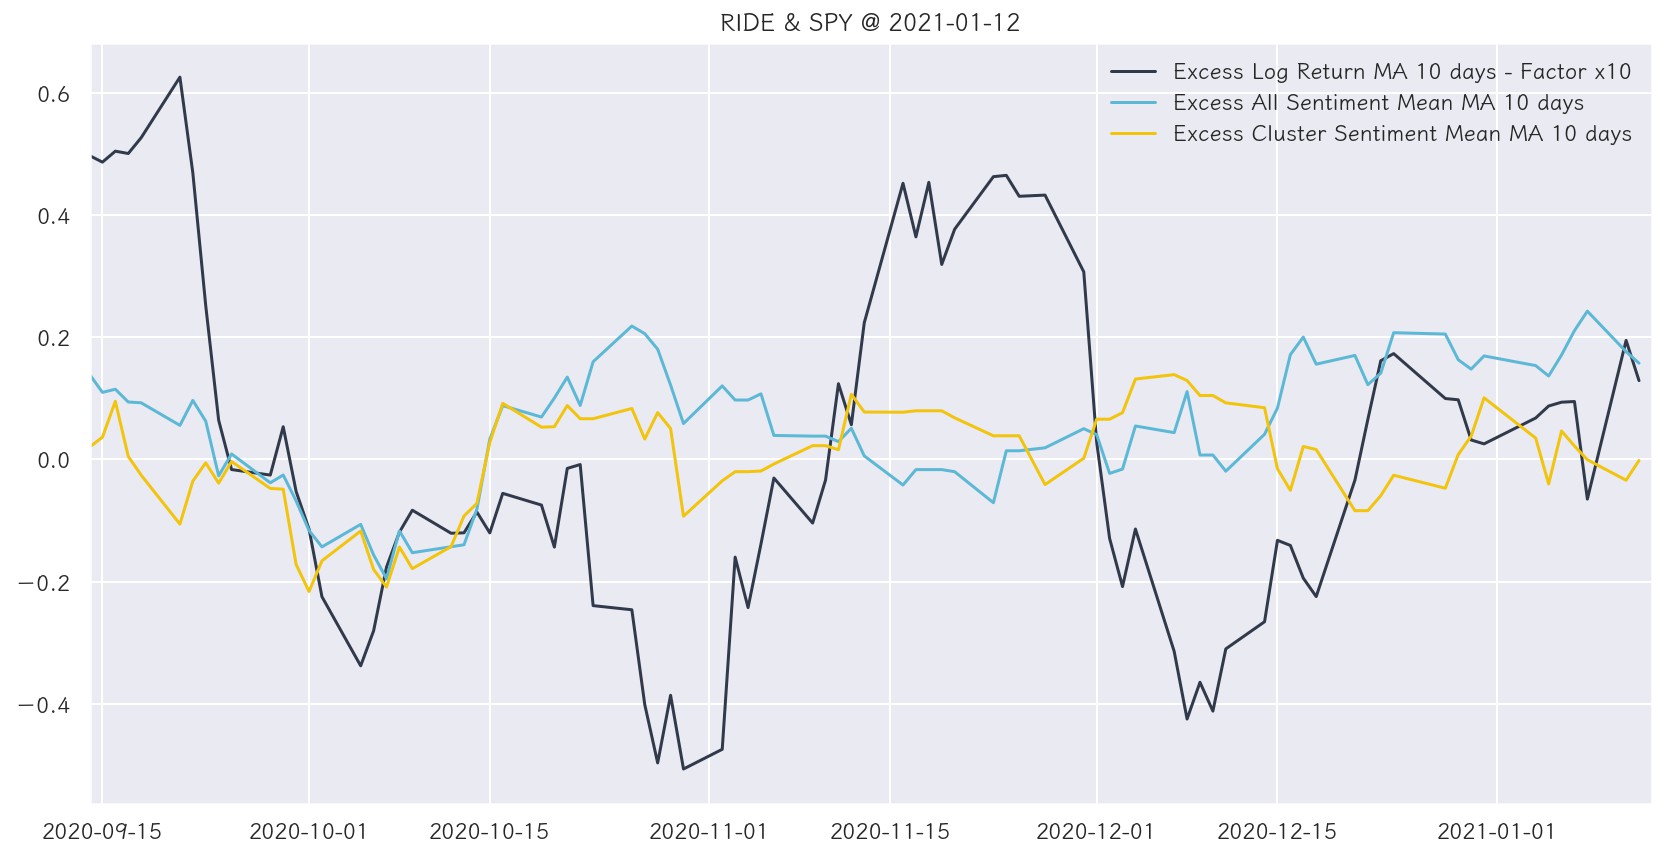 RIDE & SPY @ 2021-01-12
Excess Log Return MA 10 days - Factor x10
Excess All Sentiment Mean MA 10 days
Excess Cluster Sentiment Mean MA 10 days
0.6
0.4
0.2
0.0
−0.2
−0.4
2020-09-15 2020-10-01 2020-10-15 2020-11-01 2020-11-15 2020-12-01 2020-12-15 2021-01-01